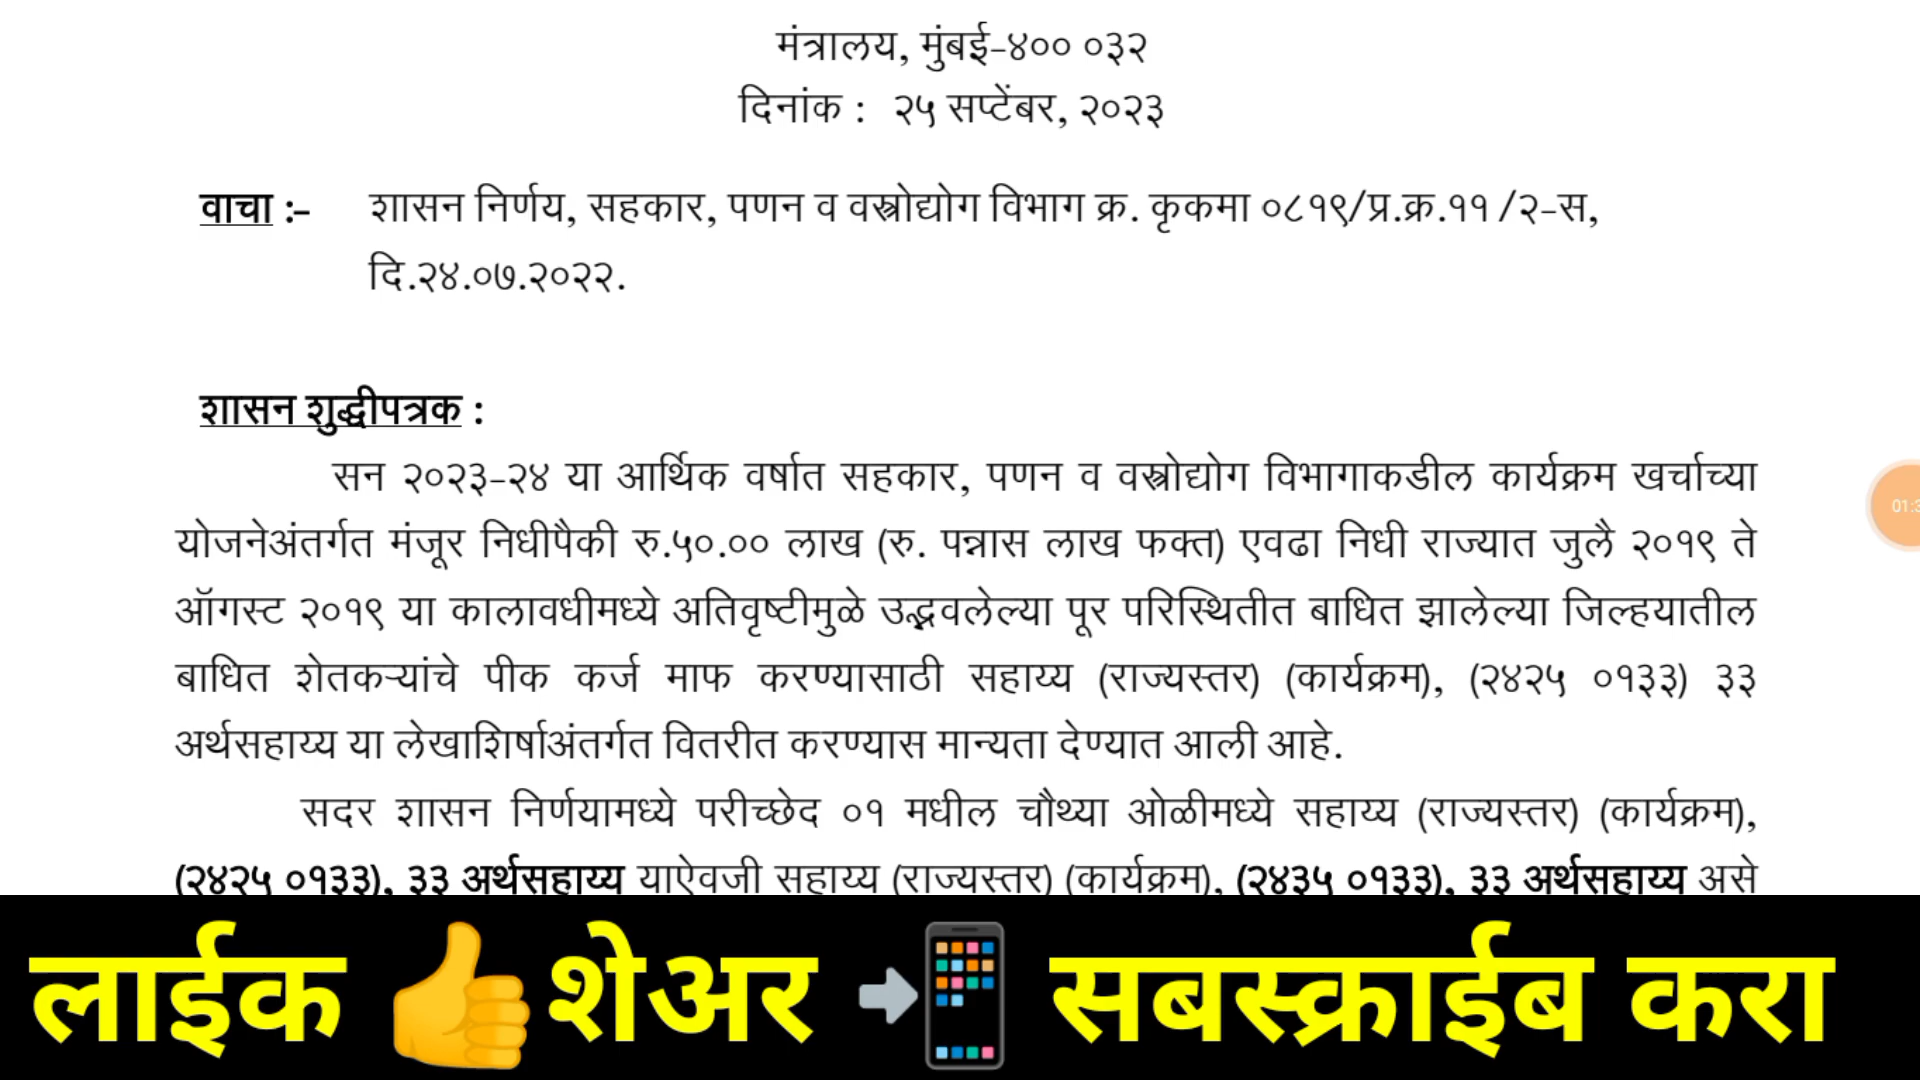 मंत्रालय, मुंबई-४०० ०३२
दिनांक : २५ सप्टेंबर, २०२३
वाचा :- शासन निर्णय, सहकार, पणन व वस्त्रोद्योग विभाग क्र. कृकमा ०८१९/प्र.क्र.११ /२-स,
दि.२४.०७.२०२२.
शासन शुद्धीपत्रक :
सन २०२३-२४ या आर्थिक वर्षात सहकार, पणन व वस्त्रोद्योग विभागाकडील कार्यक्रम खर्चाच्या
योजनेअंतर्गत मंजूर निधीपैकी रु.५०.०० लाख (रु. पन्नास लाख फक्त) एवढा निधी राज्यात जुलै २०१९ ते
ऑगस्ट २०१९ या कालावधीमध्ये अतिवृष्टीमुळे उद्भवलेल्या पूर परिस्थितीत बाधित झालेल्या जिल्हयातील
बाधित शेतकऱ्यांचे पीक कर्ज माफ करण्यासाठी सहाय्य (राज्यस्तर) (कार्यक्रम), (२४२५ ०१३३) ३३
अर्थसहाय्य या लेखाशिर्षाअंतर्गत वितरीत करण्यास मान्यता देण्यात आली आहे.
सदर शासन निर्णयामध्ये परीच्छेद ०१ मधील चौथ्या ओळीमध्ये सहाय्य (राज्यस्तर) (कार्यक्रम),
(२४२५ ०१३३), ३३ अर्थसहाय्य याऐवजी सहाय्य (राज्यस्तर) (कार्यक्रम), (२४३५ ०१३३), ३३ अर्थसहाय्य असे
लाईक शेअर सबस्क्राईब करा